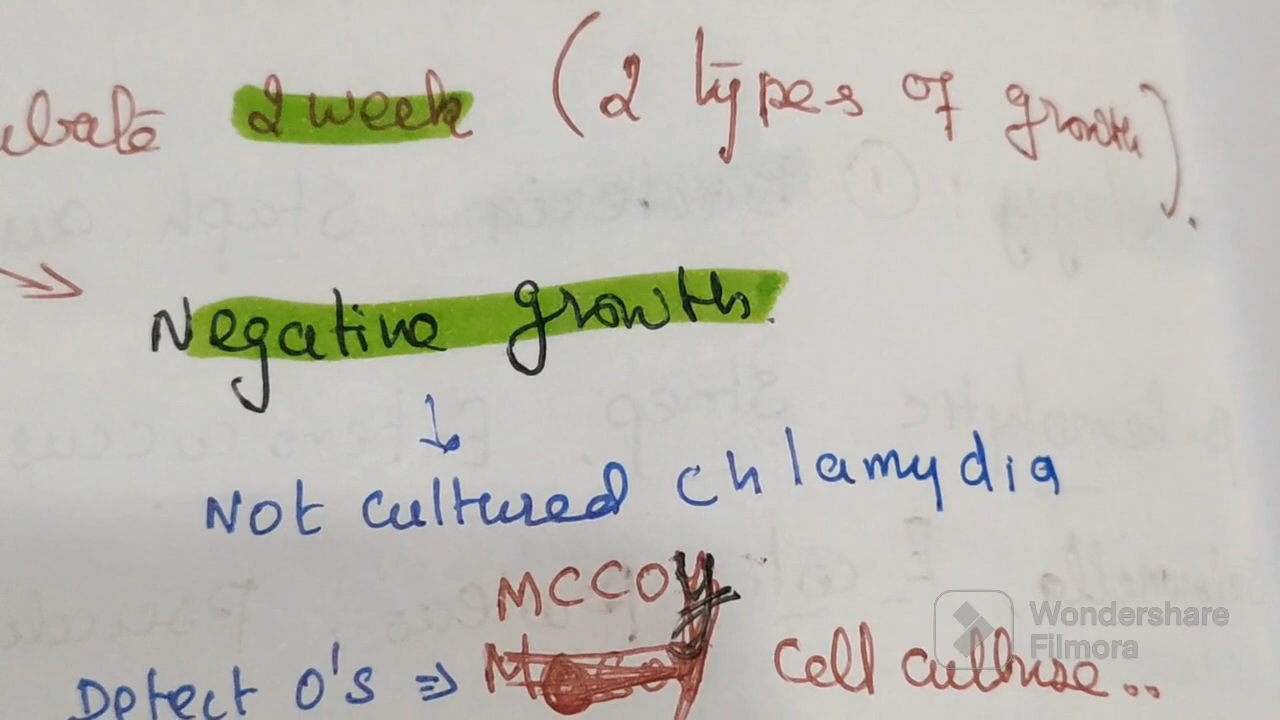 ubate 2 week (2 types of growth).
Negative growth.
↓
Not cultured chlamydia
MCCOY
Detect O's ⇒ cell culture..
Wondershare
Filmora